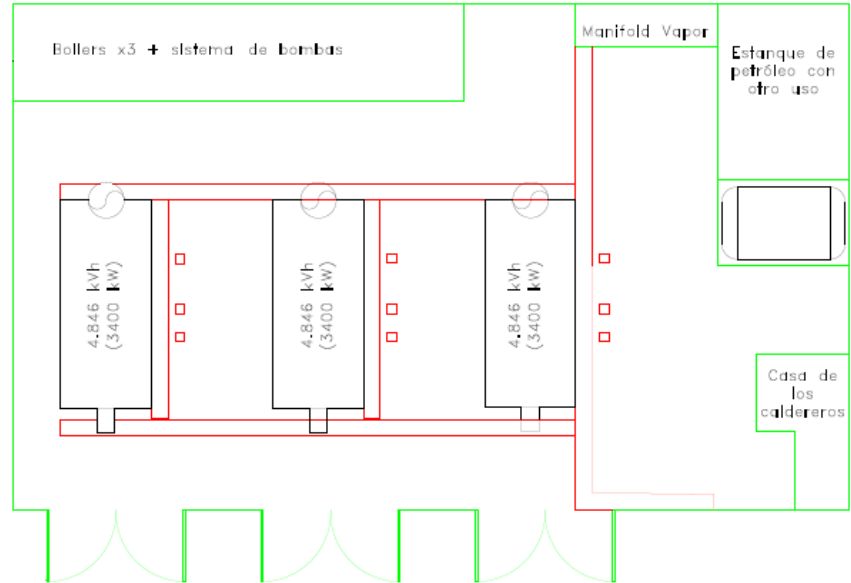 Boilers x3 + sistema de bombas
Manifold Vapor
Estanque de
petróleo con
otro uso
4.846 kVh
(3400 kW)
4.846 kVh
(3400 kW)
4.846 kVh
(3400 kW)
Casa de
los
caldereros